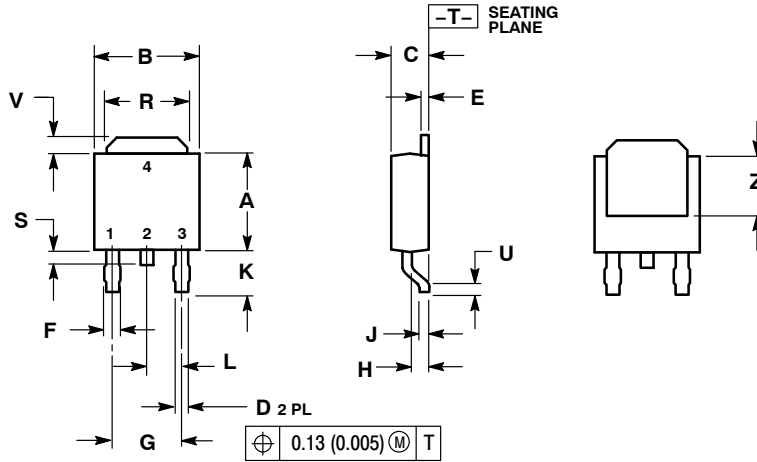 –T– SEATING
PLANE
B
C
V
R
E
4
Z
A
S
1 2 3
U
K
F
J
L
H
D 2 PL
G
⌖ 0.13 (0.005) Ⓜ T